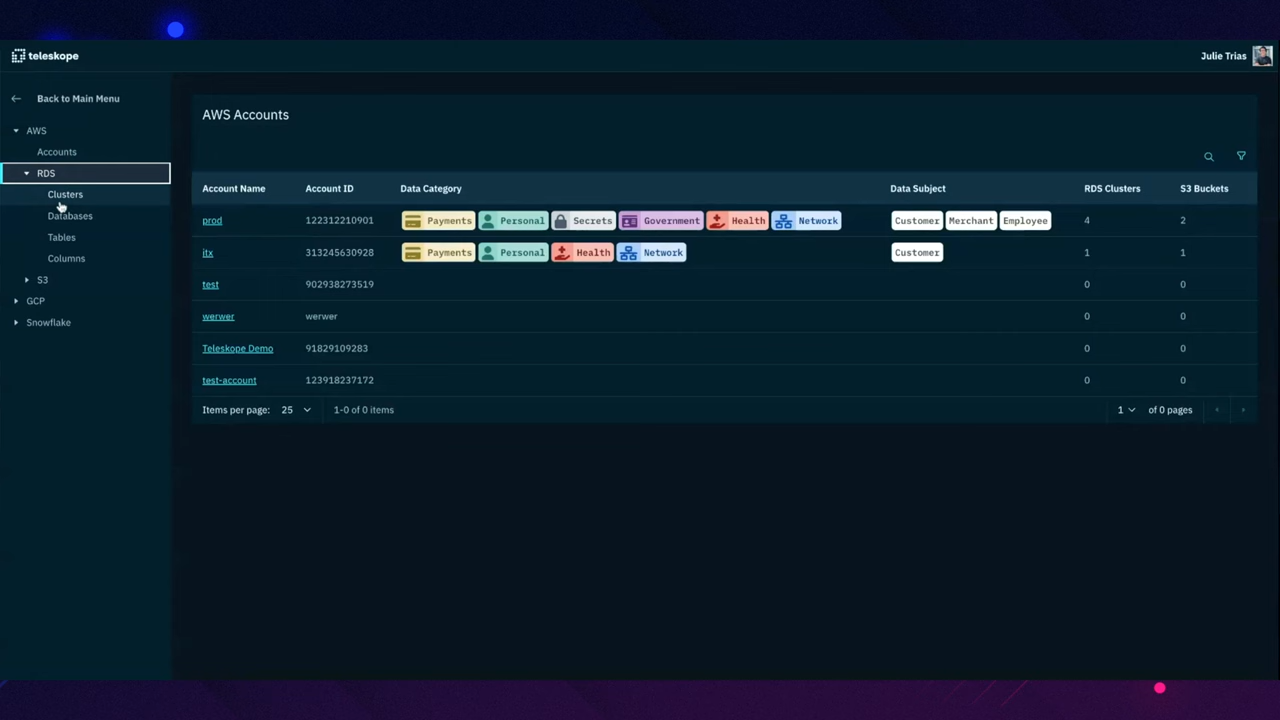 teleskope
Julie Trias
Back to Main Menu
AWS
Accounts
RDS
Clusters
Databases
Tables
Columns
S3
GCP
Snowflake
AWS Accounts
Account Name Account ID Data Category Data Subject RDS Clusters S3 Buckets
prod 122312210901 Payments Personal Secrets Government Health Network Customer Merchant Employee 4 2
itx 313245630928 Payments Personal Health Network Customer 1 1
test 902938273519 0 0
werwer werwer 0 0
Teleskope Demo 91829109283 0 0
test-account 123918237172 0 0
Items per page: 25 1-0 of 0 items 1 of 0 pages